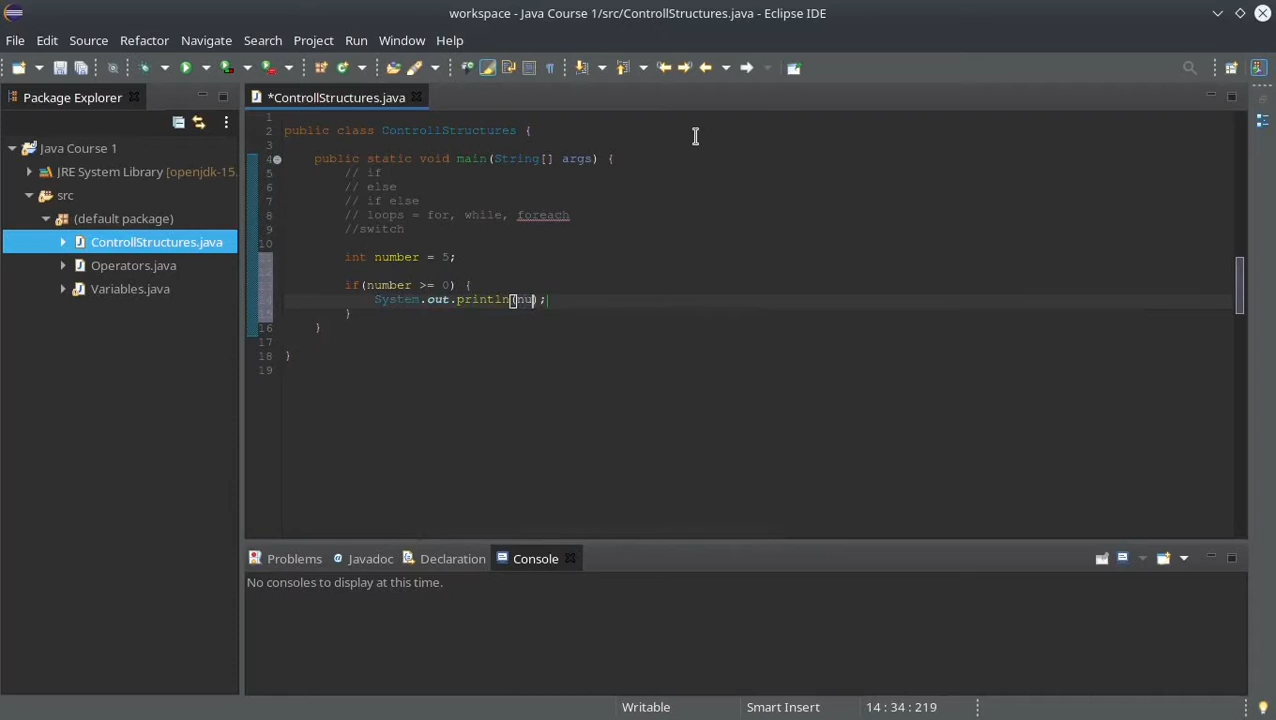 workspace - Java Course 1/src/ControllStructures.java - Eclipse IDE
File Edit Source Refactor Navigate Search Project Run Window Help
Package Explorer
*ControllStructures.java
Java Course 1
JRE System Library [openjdk-15.
src
(default package)
ControllStructures.java
Operators.java
Variables.java
1
2 public class ControllStructures {
3
4 public static void main(String[] args) {
5 // if
6 // else
7 // if else
8 // loops = for, while, foreach
9 //switch
10
int number = 5;
if(number >= 0) {
4 System.out.println(nu);
}
16 }
17
18 }
19
Problems @ Javadoc Declaration Console
No consoles to display at this time.
Writable Smart Insert 14 : 34 : 219